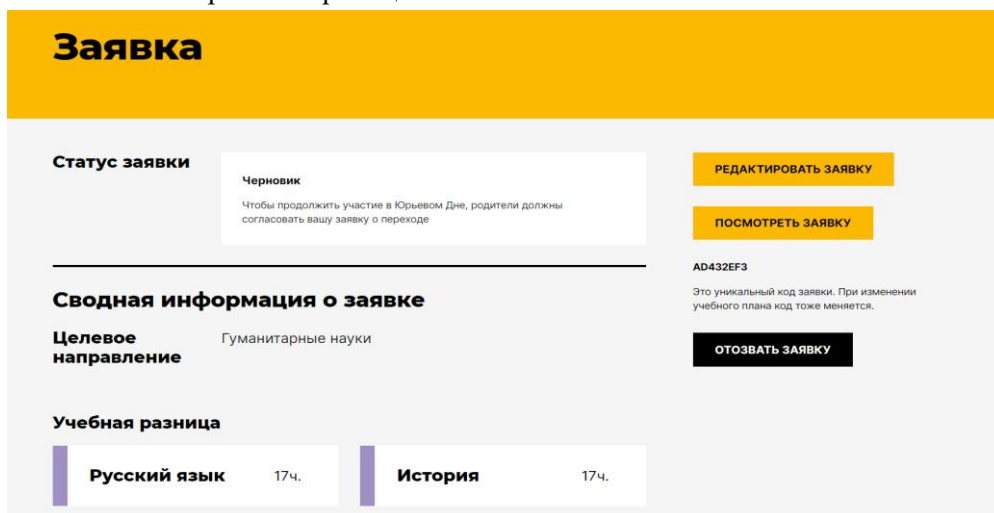 Заявка
Статус заявки
Черновик
Чтобы продолжить участие в Юрьевом Дне, родители должны
согласовать вашу заявку о переходе
РЕДАКТИРОВАТЬ ЗАЯВКУ
ПОСМОТРЕТЬ ЗАЯВКУ
AD432EF3
Это уникальный код заявки. При изменении
учебного плана код тоже меняется.
ОТОЗВАТЬ ЗАЯВКУ
Сводная информация о заявке
Целевое
направление
Гуманитарные науки
Учебная разница
Русский язык 17ч.
История 17ч.